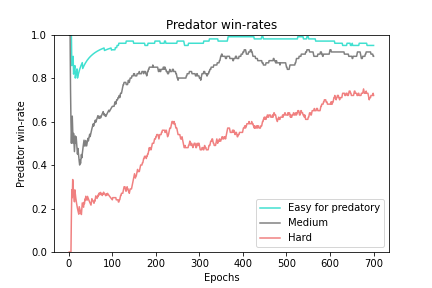 Predator win-rates
Predator win-rate
1.0
0.8
0.6
0.4
0.2
0.0
0 100 200 300 400 500 600 700
Epochs
Easy for predatory
Medium
Hard